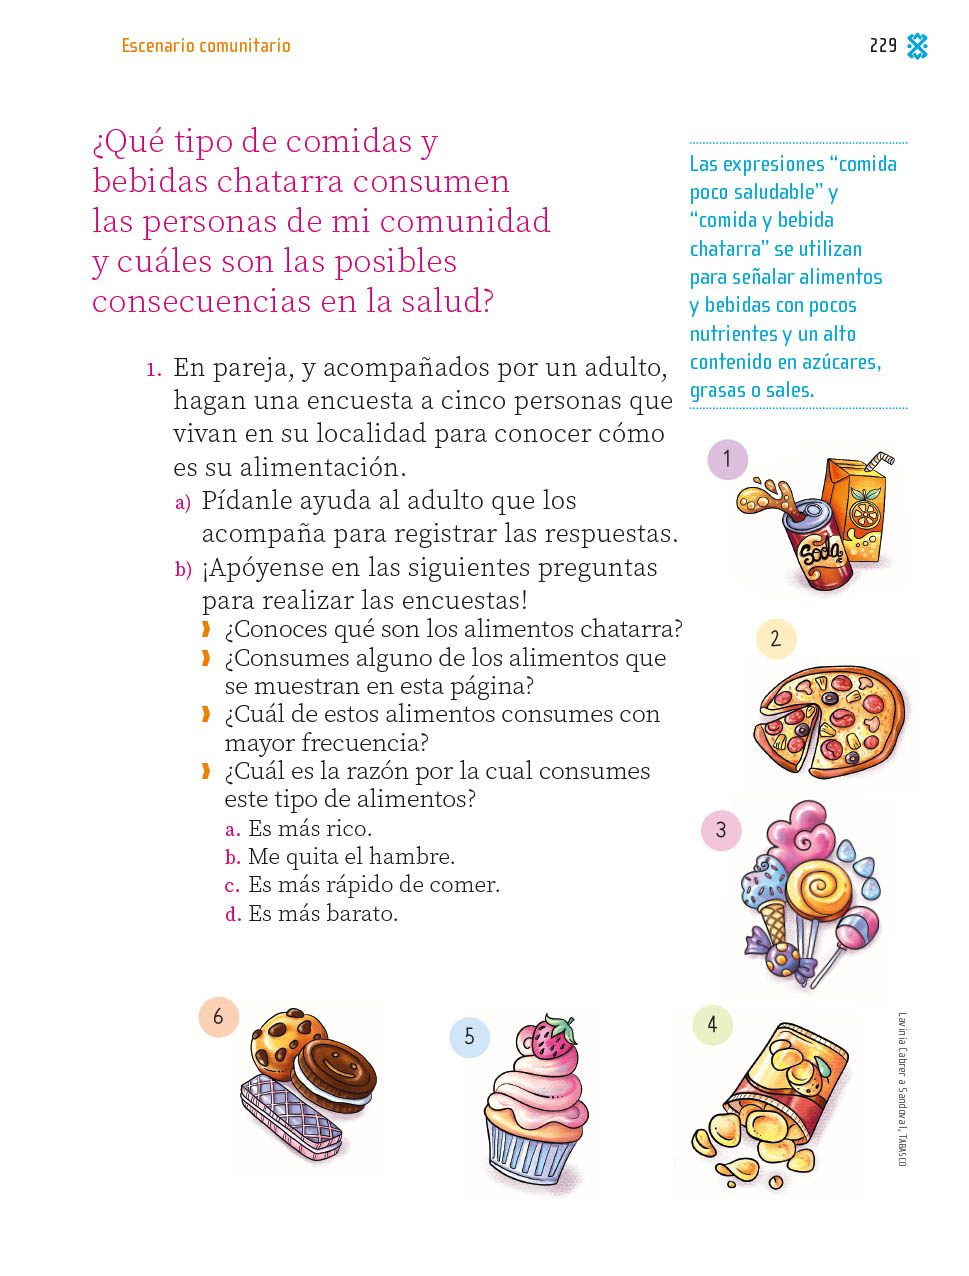 Escenario comunitario
229
¿Qué tipo de comidas y
bebidas chatarra consumen
las personas de mi comunidad
y cuáles son las posibles
consecuencias en la salud?
1. En pareja, y acompañados por un adulto,
hagan una encuesta a cinco personas que
vivan en su localidad para conocer cómo
es su alimentación.
a) Pídanle ayuda al adulto que los
acompaña para registrar las respuestas.
b) ¡Apóyense en las siguientes preguntas
para realizar las encuestas!
¿Conoces qué son los alimentos chatarra?
¿Consumes alguno de los alimentos que
se muestran en esta página?
¿Cuál de estos alimentos consumes con
mayor frecuencia?
¿Cuál es la razón por la cual consumes
este tipo de alimentos?
a. Es más rico.
b. Me quita el hambre.
c. Es más rápido de comer.
d. Es más barato.
Las expresiones “comida
poco saludable” y
“comida y bebida
chatarra” se utilizan
para señalar alimentos
y bebidas con pocos
nutrientes y un alto
contenido en azúcares,
grasas o sales.
1
Soda
2
3
4
5
6
Lavinia Cabrer a Sandoval, TABASCO